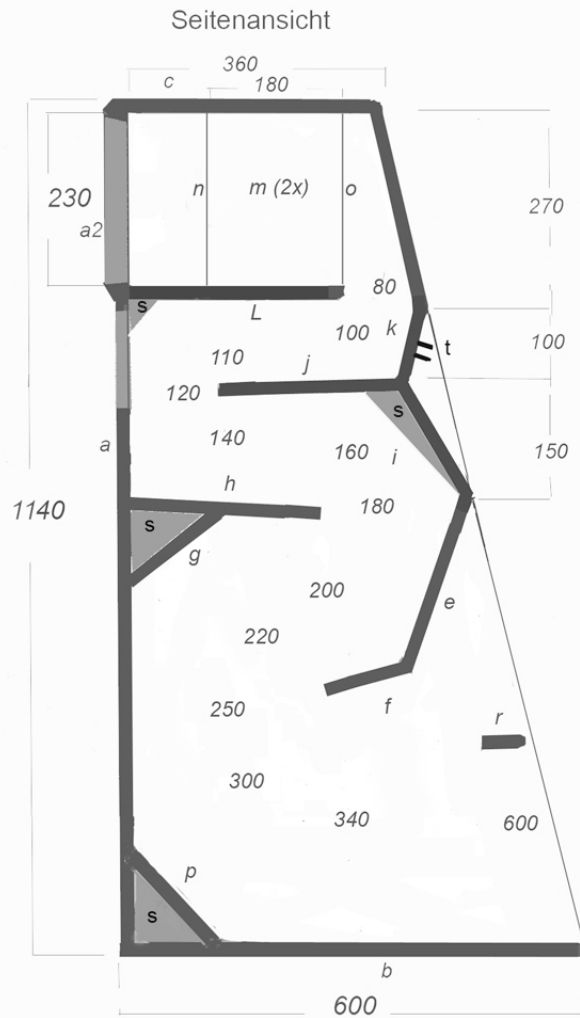 Seitenansicht
360
c
180
230
a2
n
m (2x)
o
270
80
s
L
k
t
100
110
100
j
120
s
a
140
160
i
150
h
180
1140
s
g
200
e
220
f
250
r
300
340
600
p
s
b
600